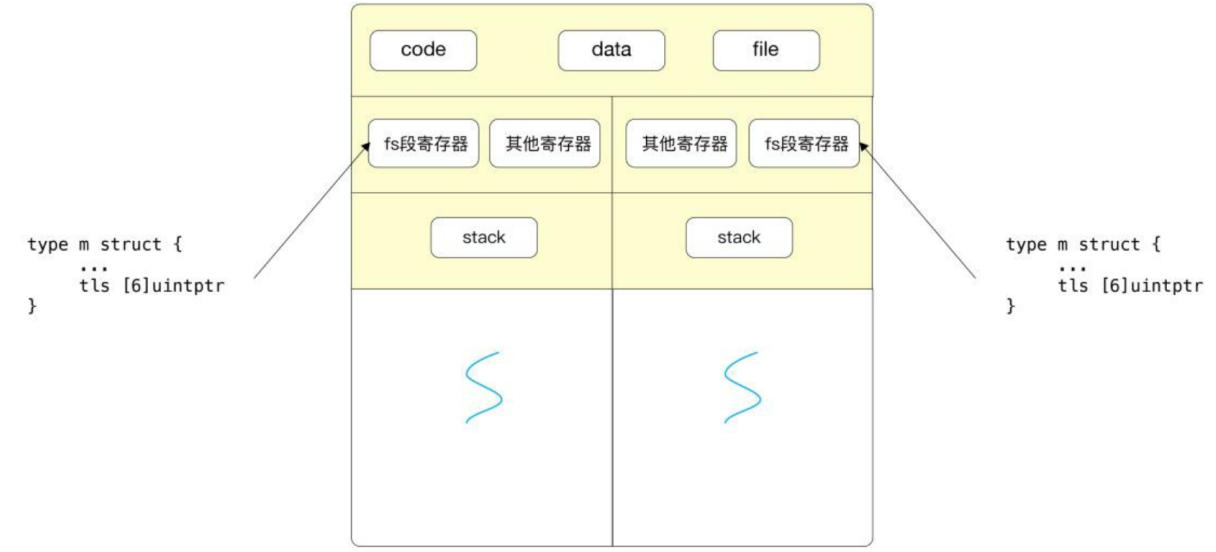 code data file
fs段寄存器 其他寄存器 其他寄存器 fs段寄存器
stack stack
type m struct {
...
tls [6]uintptr
}
type m struct {
...
tls [6]uintptr
}